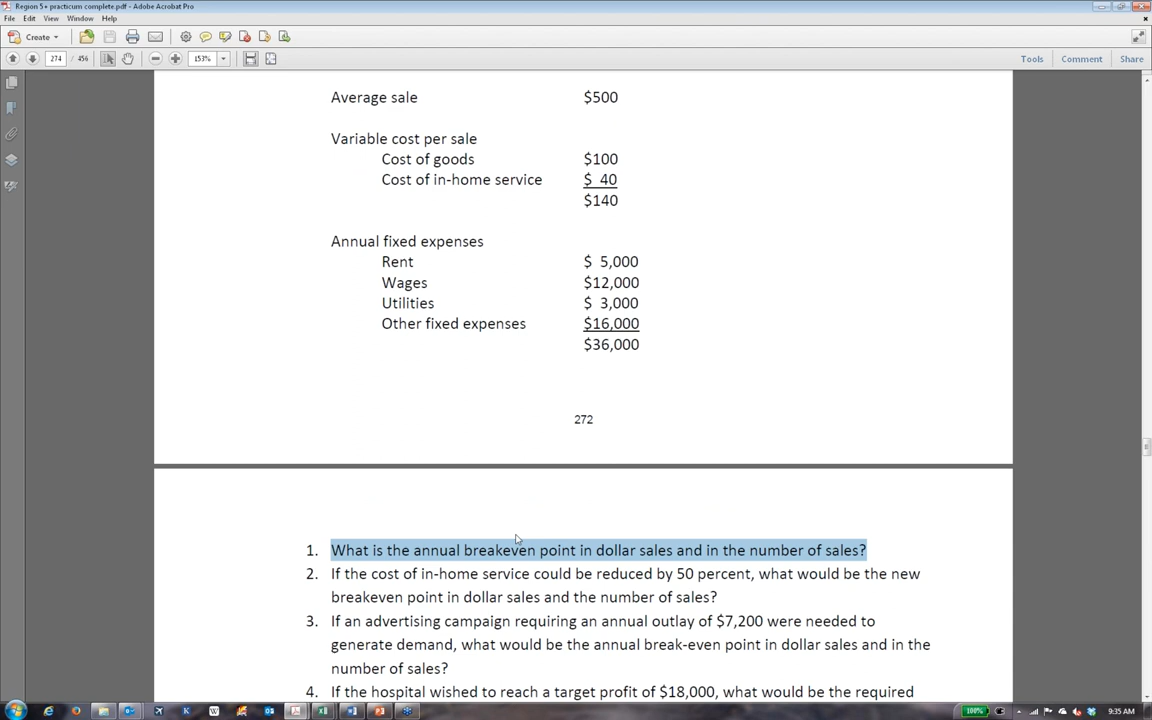 Region 5+ practicum complete.pdf - Adobe Acrobat Pro
File Edit View Window Help
Create
274 / 456 153% Tools Comment Share
Average sale $500
Variable cost per sale
Cost of goods $100
Cost of in-home service $ 40
$140
Annual fixed expenses
Rent $ 5,000
Wages $12,000
Utilities $ 3,000
Other fixed expenses $16,000
$36,000
272
1. What is the annual breakeven point in dollar sales and in the number of sales?
2. If the cost of in-home service could be reduced by 50 percent, what would be the new
breakeven point in dollar sales and the number of sales?
3. If an advertising campaign requiring an annual outlay of $7,200 were needed to
generate demand, what would be the annual break-even point in dollar sales and in the
number of sales?
4. If the hospital wished to reach a target profit of $18,000, what would be the required
100% 9:35 AM